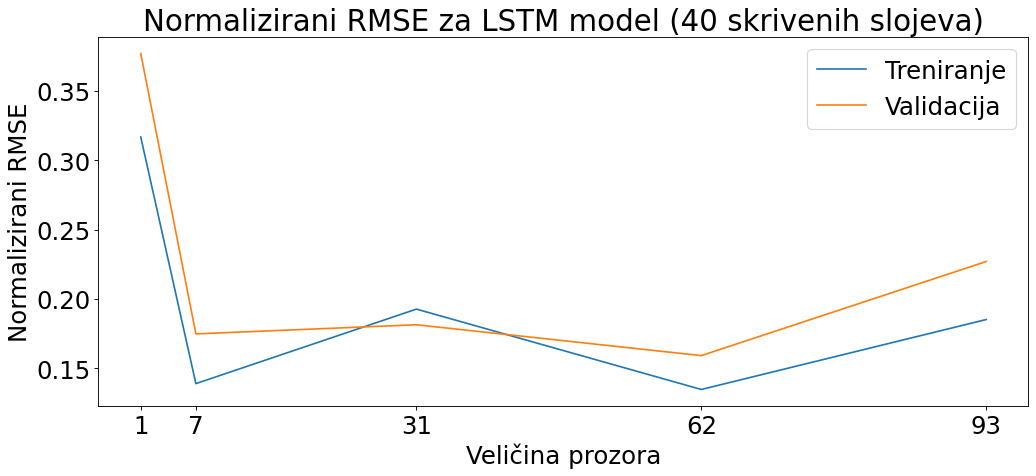 Normalizirani RMSE za LSTM model (40 skrivenih slojeva)
Treniranje
Validacija
Normalizirani RMSE
0.35
0.30
0.25
0.20
0.15
1 7 31 62 93
Veličina prozora